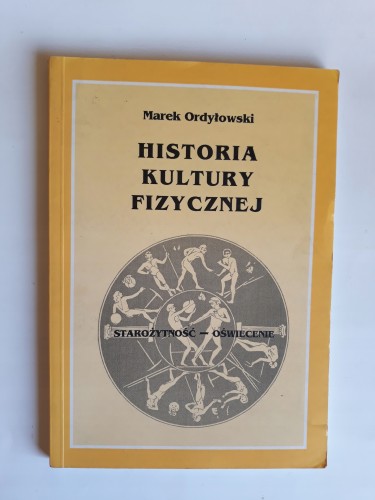 Marek Ordyłowski
HISTORIA
KULTURY
FIZYCZNEJ
STAROŻYTNOŚĆ — OŚWIECENIE